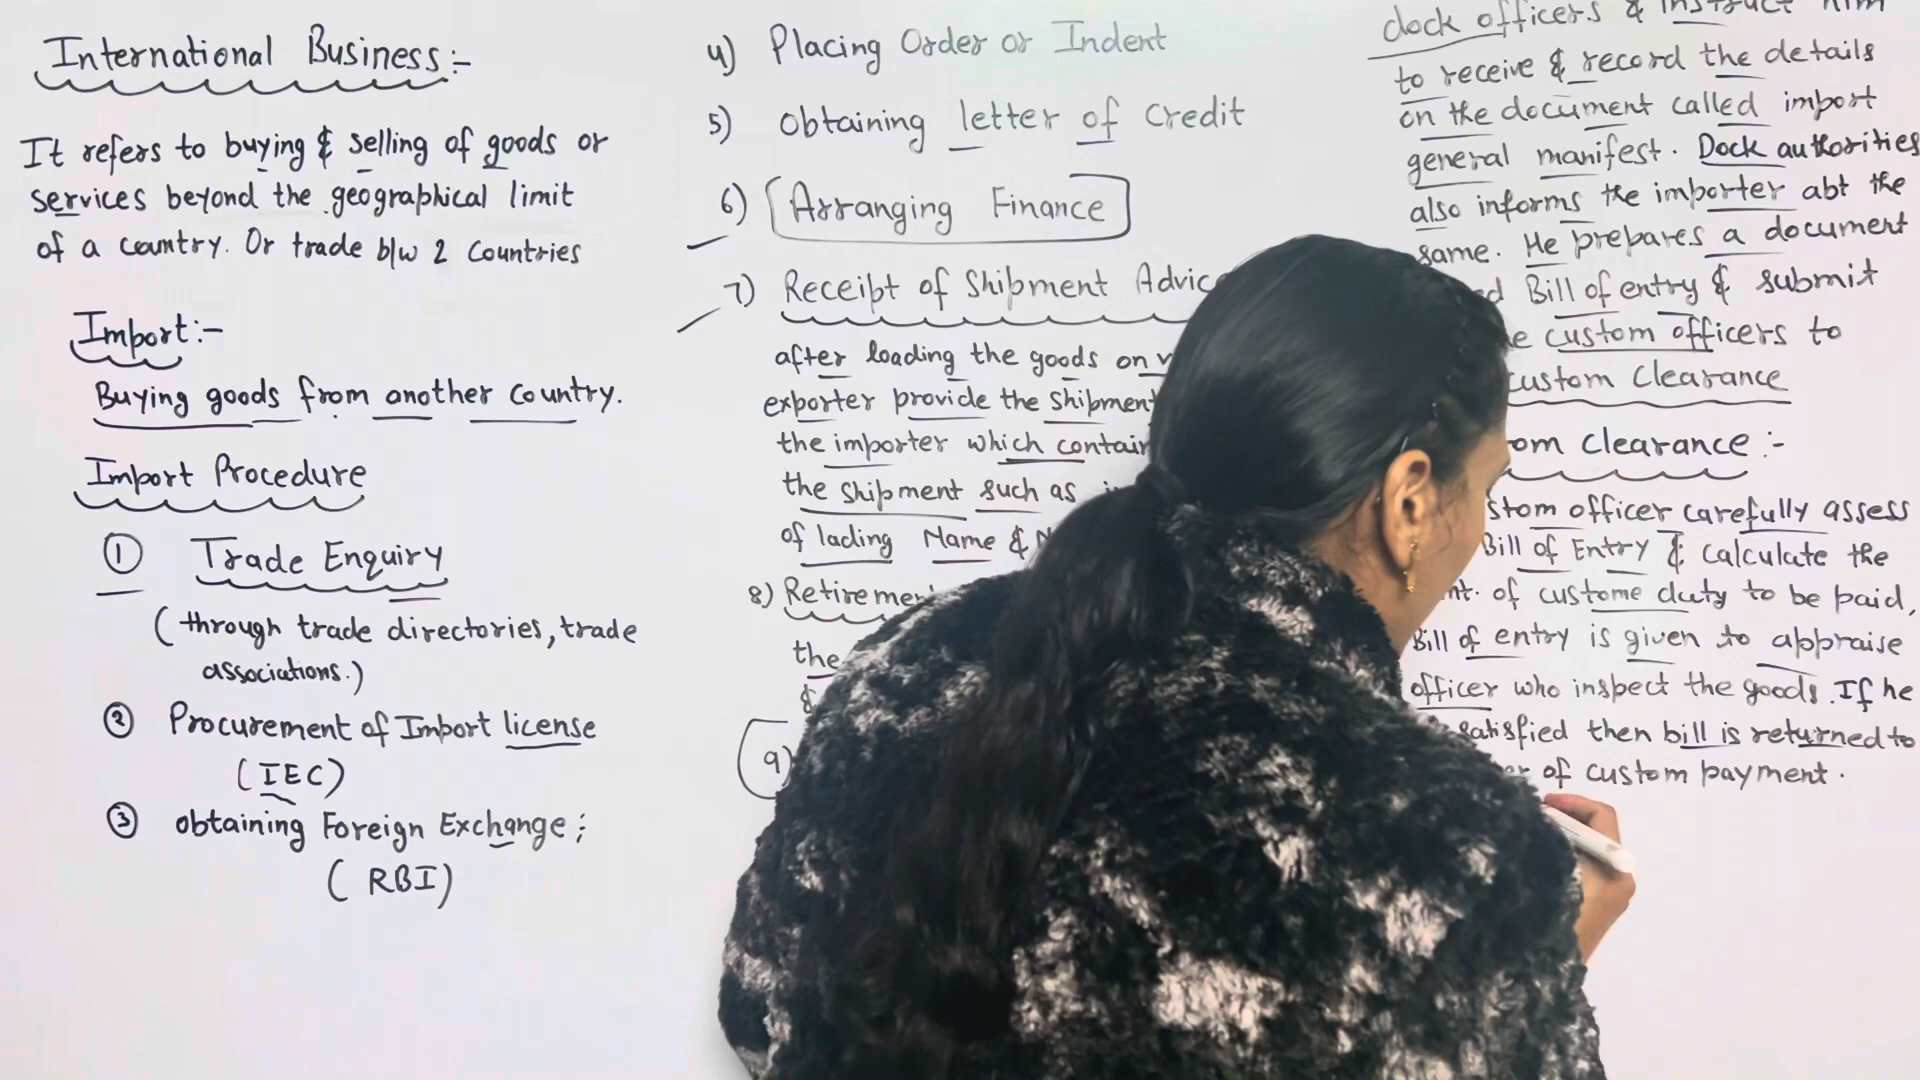 International Business:-
It refers to buying & selling of goods or
services beyond the geographical limit
of a country. Or trade b/w 2 Countries
Import:-
Buying goods from another country.
Import Procedure
① Trade Enquiry
(through trade directories, trade
associations.)
② Procurement of Import license
(IEC)
③ obtaining Foreign Exchange:
(RBI)
4) Placing Order or Indent
5) obtaining letter of Credit
6) Arranging Finance
7) Receipt of Shipment Advice
after loading the goods on
exporter provide the shipment
the importer which contain
the shipment such as
of lading Name &
8) Retirement
the
&
9)
dock officers & instruct him
to receive & record the details
on the document called import
general manifest. Dock authorities
also informs the importer abt the
same. He prepares a document
Bill of entry & submit
custom officers to
custom Clearance
Clearance:-
officer carefully assess
Bill of Entry & calculate the
of custome duty to be paid,
Bill of entry is given to appraise
officer who inspect the goods. If he
satisfied then bill is returned to
of custom payment.